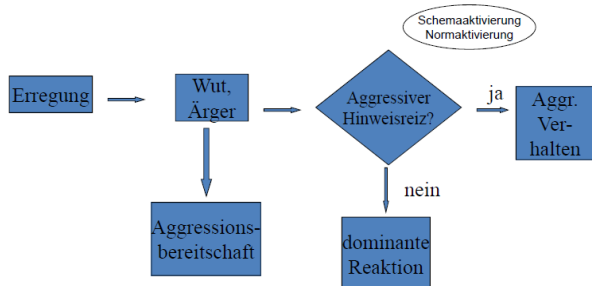 Schemaaktivierung
Normaktivierung
Erregung
Wut,
Ärger
Aggressiver
Hinweisreiz?
ja
Aggr.
Ver-
halten
nein
Aggressions-
bereitschaft
dominante
Reaktion